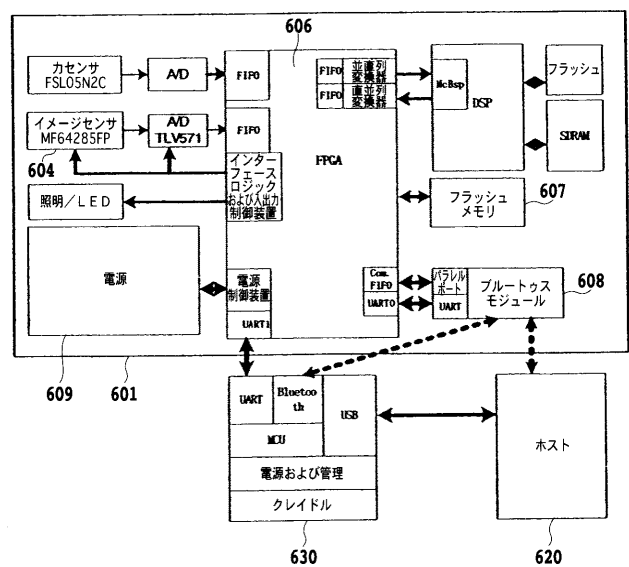 606
力センサ
FSL05N2C
A/D
FIFO
FIFO
並直列
変換器
FIFO
直並列
変換器
McBsp
DSP
フラッシュ
イメージセンサ
MF64285FP
A/D
TLV571
FIFO
FPGA
SDRAM
604
インター
フェース
ロジック
および入出力
制御装置
照明/LED
フラッシュ
メモリ
607
電源
電源
制御装置
UART1
Com.
FIFO
UART0
パラレル
ポート
UART
ブルートゥス
モジュール
608
609
601
UART
Bluetoo
th
USB
MCU
電源および管理
クレイドル
630
ホスト
620